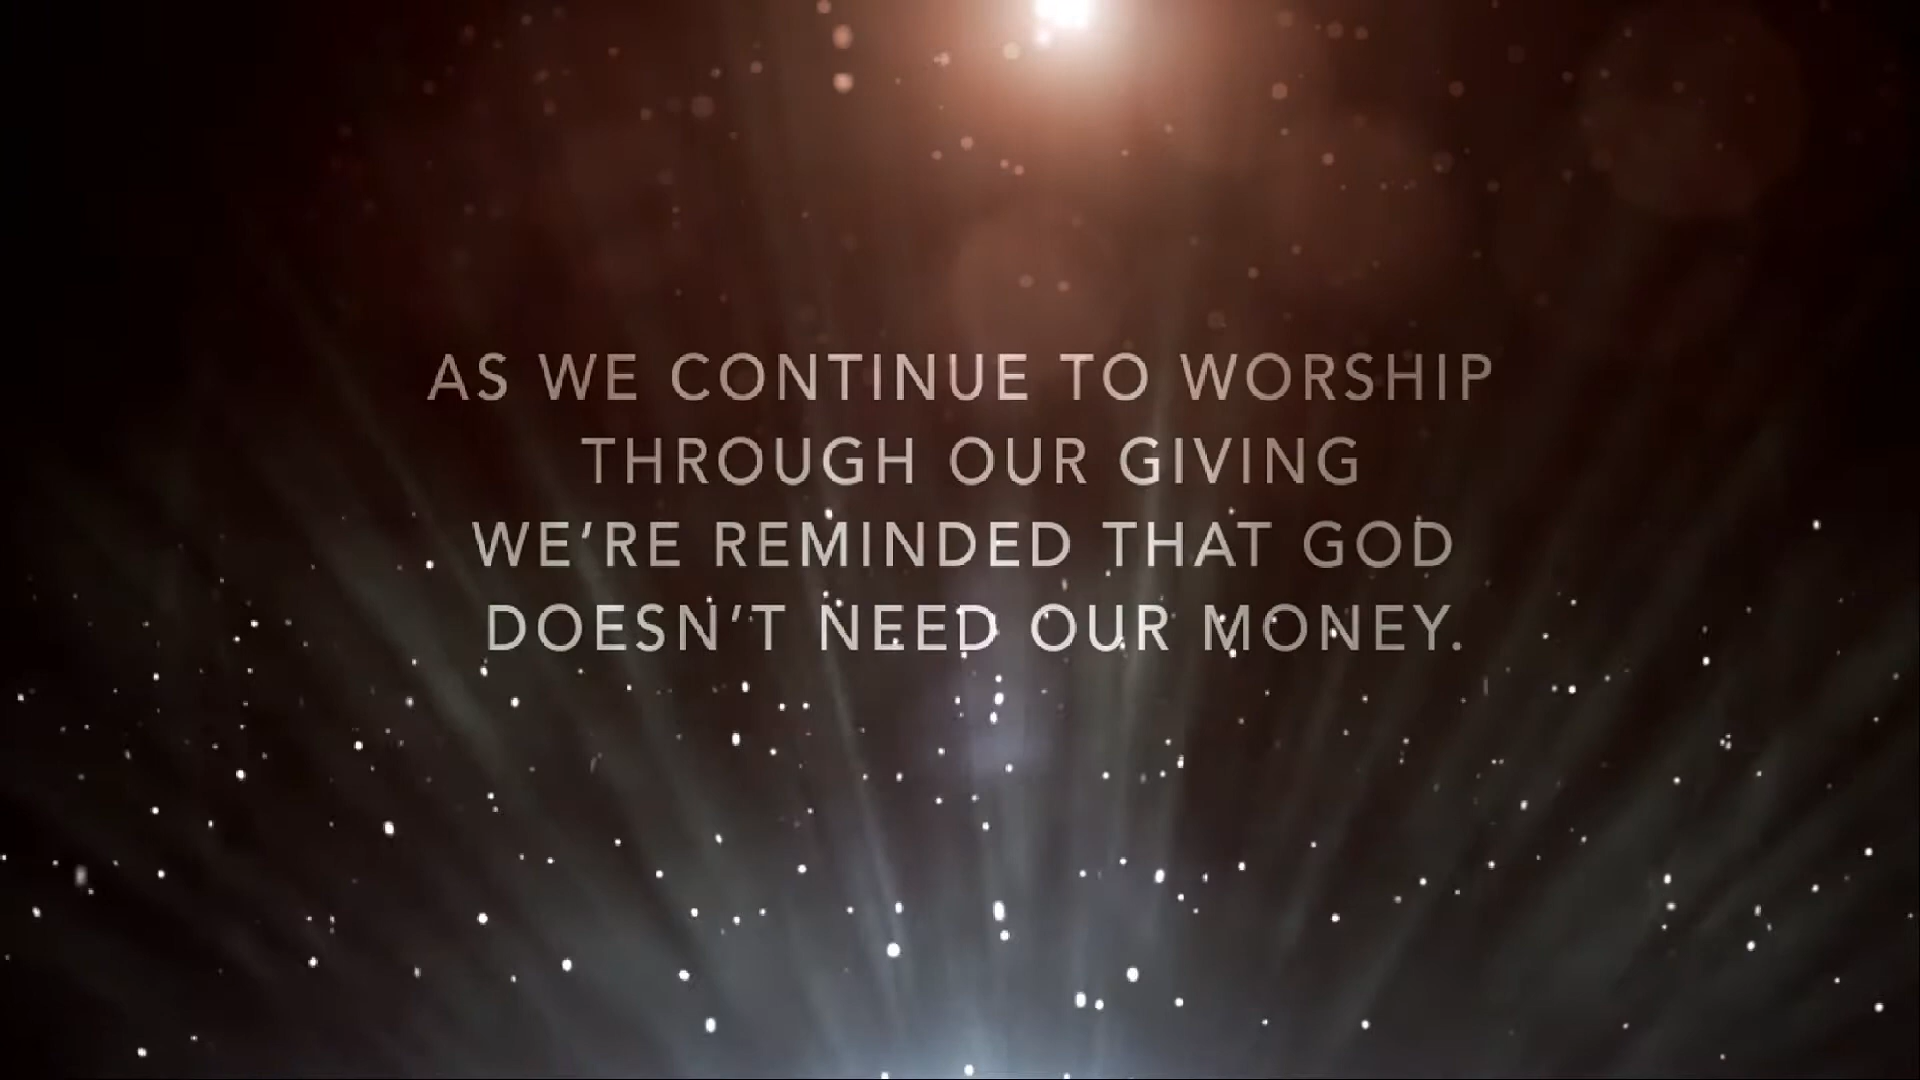 AS WE CONTINUE TO WORSHIP
THROUGH OUR GIVING
WE’RE REMINDED THAT GOD
DOESN’T NEED OUR MONEY.